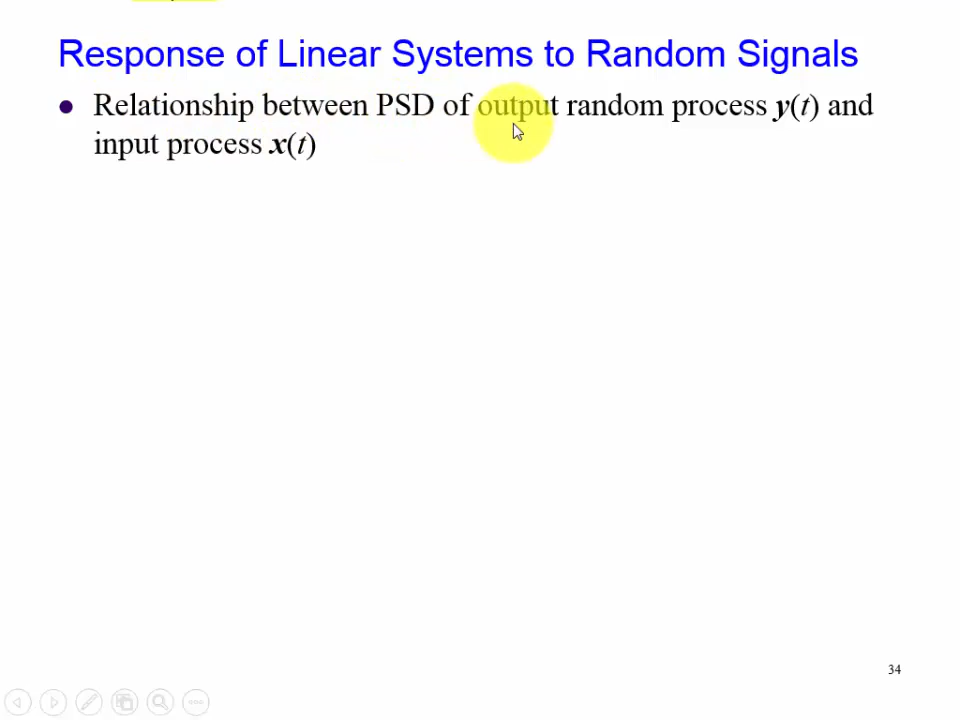 Response of Linear Systems to Random Signals
● Relationship between PSD of output random process y(t) and
input process x(t)
34